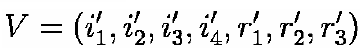 V = (i'_1, i'_2, i'_3, i'_4, r'_1, r'_2, r'_3)